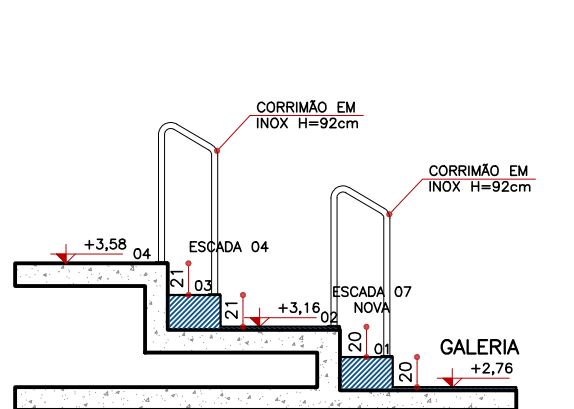 CORRIMÃO EM
INOX H=92cm
CORRIMÃO EM
INOX H=92cm
+3,58
04
ESCADA 04
21
03
21
+3,16
02
ESCADA 07
NOVA
20
01
GALERIA
20
+2,76